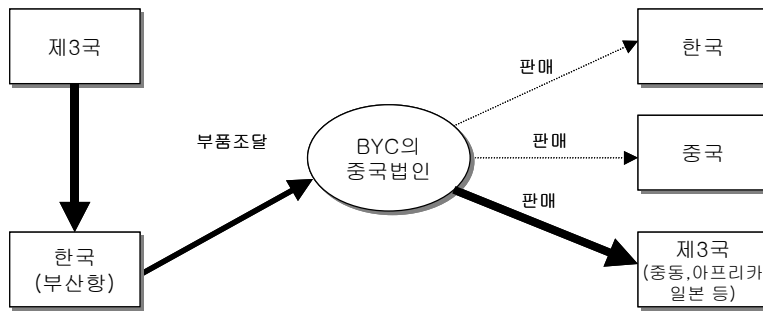 제3국
한국
판매
부품조달
BYC의
중국법인
판매
중국
판매
한국
(부산항)
제3국
(중동,아프리카
일본 등)